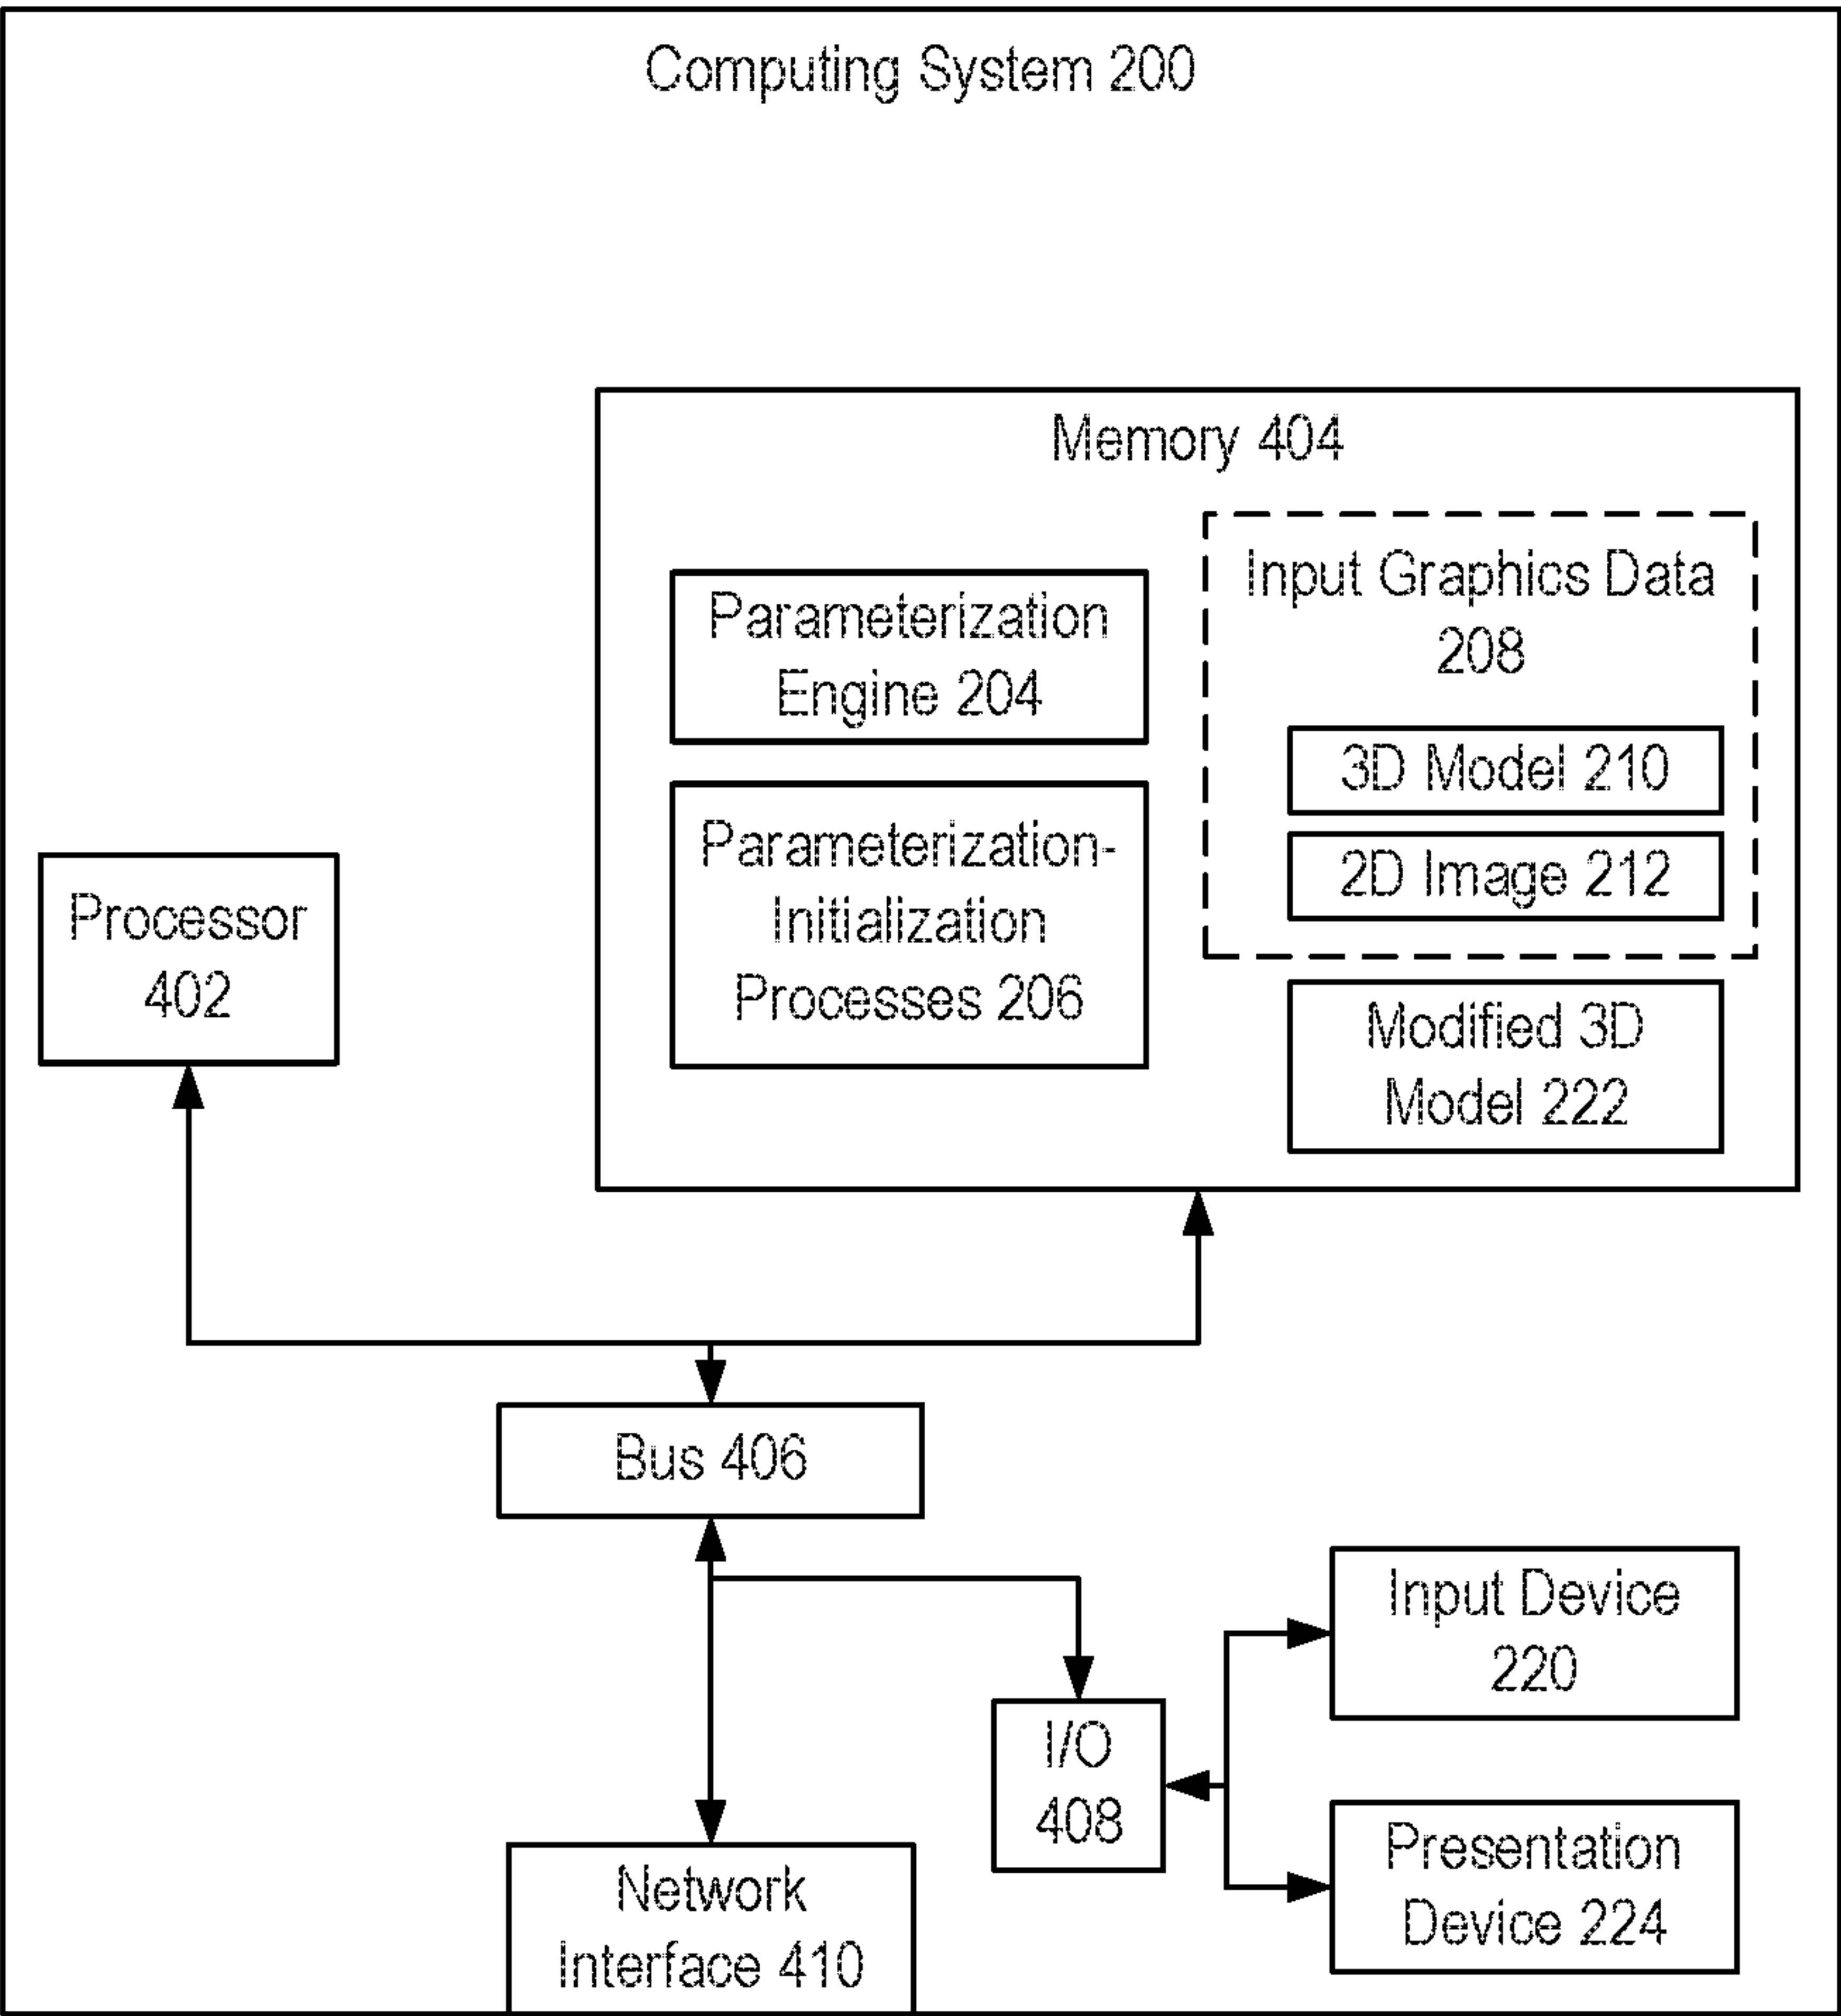 Computing System 200
Memory 404
Parameterization
Engine 204
Parameterization-
Initialization
Processes 206
Input Graphics Data
208
3D Model 210
2D Image 212
Modified 3D
Model 222
Processor
402
Bus 406
Input Device
220
I/O
408
Presentation
Device 224
Network
Interface 410